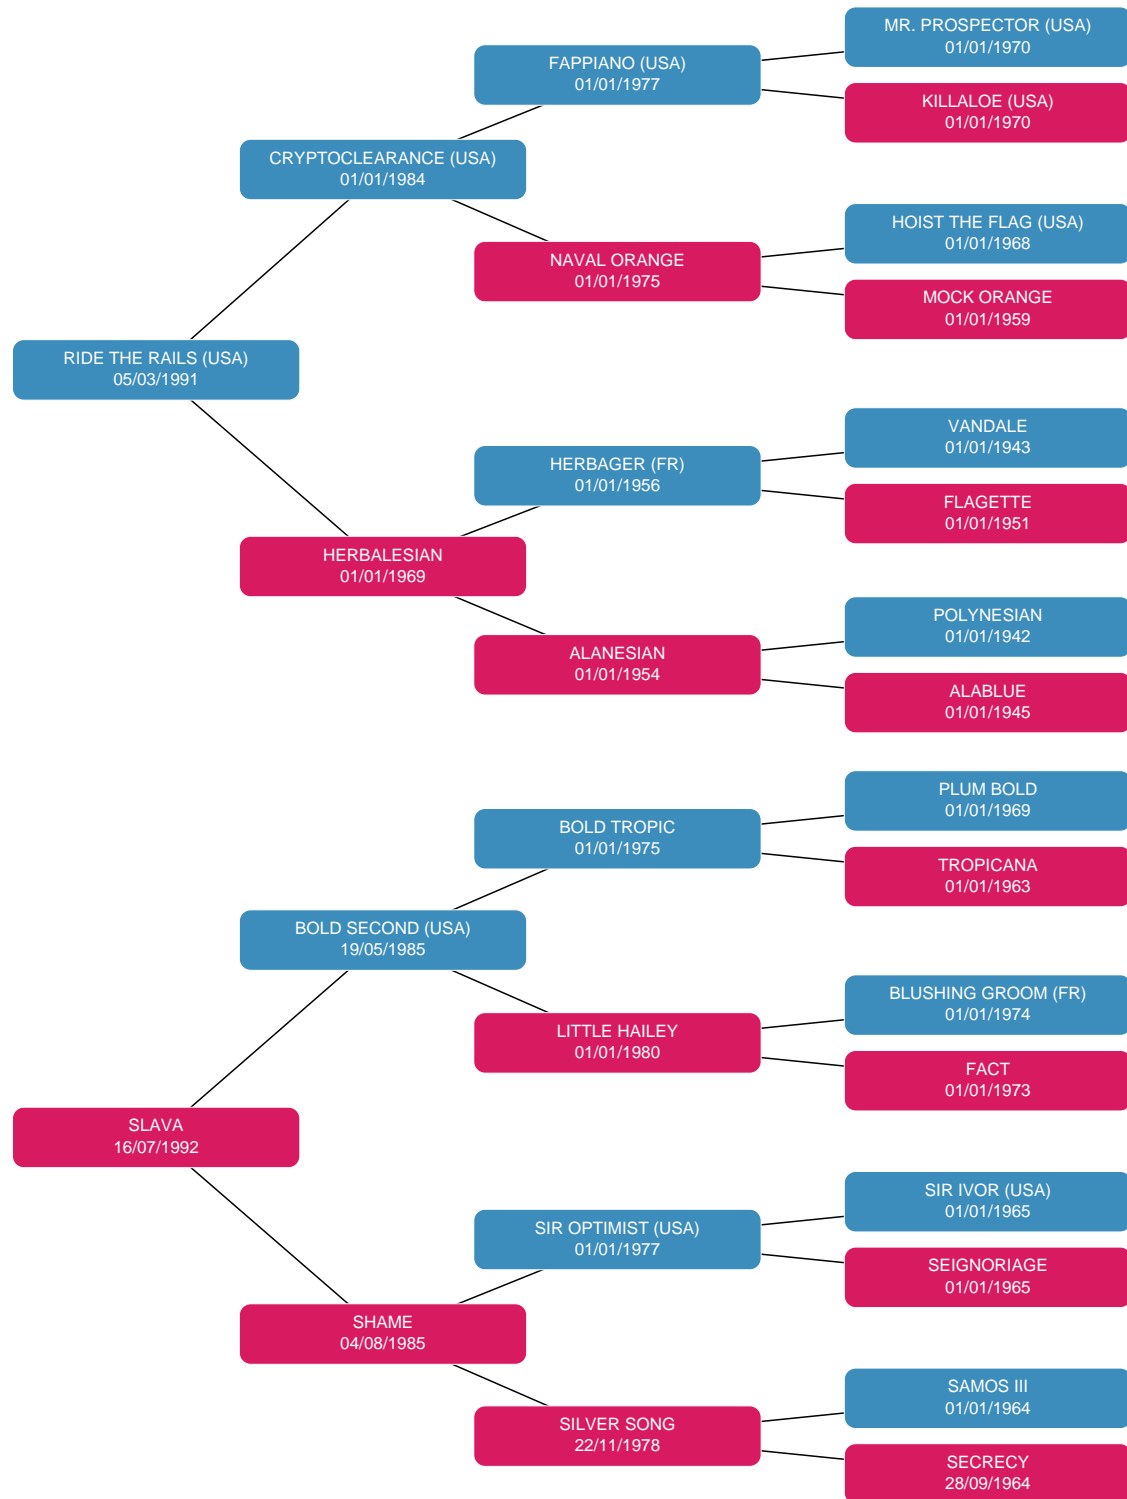 MR. PROSPECTOR (USA)
01/01/1970
FAPPIANO (USA)
01/01/1977
KILLALOE (USA)
01/01/1970
CRYPTOCLEARANCE (USA)
01/01/1984
HOIST THE FLAG (USA)
01/01/1968
NAVAL ORANGE
01/01/1975
MOCK ORANGE
01/01/1959
RIDE THE RAILS (USA)
05/03/1991
VANDALE
01/01/1943
HERBAGER (FR)
01/01/1956
FLAGETTE
01/01/1951
HERBALESIAN
01/01/1969
POLYNESIAN
01/01/1942
ALANESIAN
01/01/1954
ALABLUE
01/01/1945
PLUM BOLD
01/01/1969
BOLD TROPIC
01/01/1975
TROPICANA
01/01/1963
BOLD SECOND (USA)
19/05/1985
BLUSHING GROOM (FR)
01/01/1974
LITTLE HAILEY
01/01/1980
FACT
01/01/1973
SLAVA
16/07/1992
SIR IVOR (USA)
01/01/1965
SIR OPTIMIST (USA)
01/01/1977
SEIGNORIAGE
01/01/1965
SHAME
04/08/1985
SAMOS III
01/01/1964
SILVER SONG
22/11/1978
SECRECY
28/09/1964